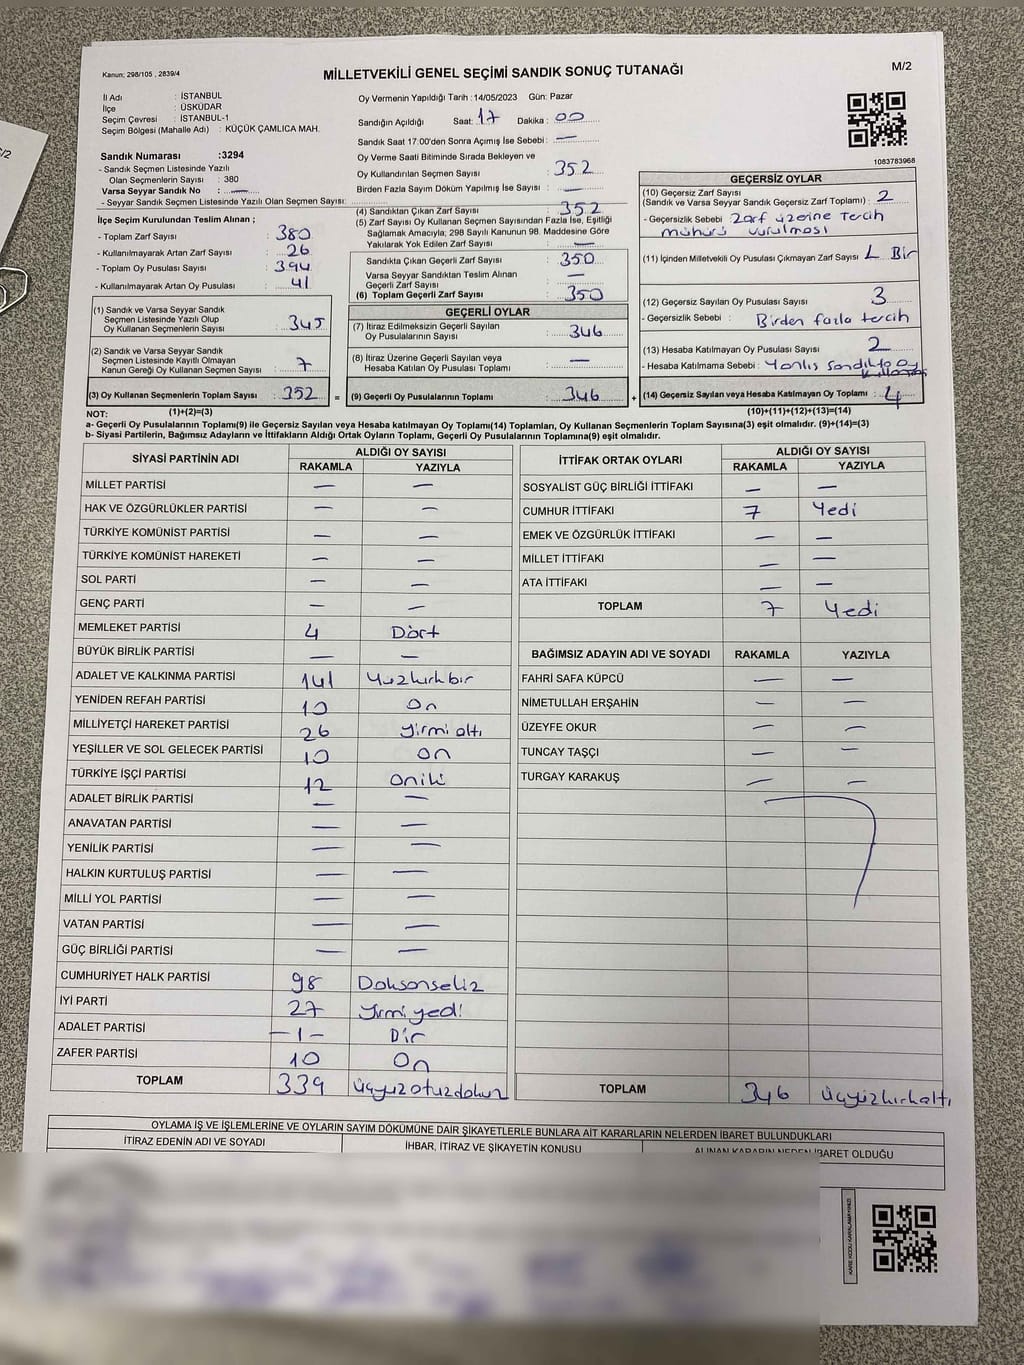 Kanun; 298/105 , 2839/4
MİLLETVEKİLİ GENEL SEÇİMİ SANDIK SONUÇ TUTANAĞI
M/2
İl Adı : İSTANBUL
İlçe : ÜSKÜDAR
Seçim Çevresi : İSTANBUL-1
Seçim Bölgesi (Mahalle Adı) : KÜÇÜK ÇAMLICA MAH.
Sandık Numarası :3294
- Sandık Seçmen Listesinde Yazılı
Olan Seçmenlerin Sayısı : 380
Varsa Seyyar Sandık No : —
- Seyyar Sandık Seçmen Listesinde Yazılı Olan Seçmen Sayısı:
Oy Vermenin Yapıldığı Tarih :14/05/2023 Gün: Pazar
Sandığın Açıldığı Saat: 17 Dakika : 00
Sandık Saat 17:00'den Sonra Açımış İse Sebebi: —
Oy Verme Saati Bitiminde Sırada Bekleyen ve
Oy Kullandırılan Seçmen Sayısı : 352
Birden Fazla Sayım Döküm Yapılmış İse Sayısı : —
1083783968
İlçe Seçim Kurulundan Teslim Alınan ;
- Toplam Zarf Sayısı : 380
- Kullanılmayarak Artan Zarf Sayısı : 26
- Toplam Oy Pusulası Sayısı : 394
- Kullanılmayarak Artan Oy Pusulası : 41
(1) Sandık ve Varsa Seyyar Sandık
Seçmen Listesinde Yazılı Olup
Oy Kullanan Seçmenlerin Sayısı : 345
(2) Sandık ve Varsa Seyyar Sandık
Seçmen Listesinde Kayıtlı Olmayan
Kanun Gereği Oy Kullanan Seçmen Sayısı : 7
(3) Oy Kullanan Seçmenlerin Toplam Sayısı : 352 =
(4) Sandıktan Çıkan Zarf Sayısı : 352
(5) Zarf Sayısı Oy Kullanan Seçmen Sayısından Fazla İse, Eşitliği
Sağlamak Amacıyla; 298 Sayılı Kanunun 98. Maddesine Göre
Yakılarak Yok Edilen Zarf Sayısı : —
Sandıkta Çıkan Geçerli Zarf Sayısı : 350
Varsa Seyyar Sandıktan Teslim Alınan
Geçerli Zarf Sayısı : —
(6) Toplam Geçerli Zarf Sayısı : 350
GEÇERLİ OYLAR
(7) İtiraz Edilmeksizin Geçerli Sayılan
Oy Pusulalarının Sayısı : 346
(8) İtiraz Üzerine Geçerli Sayılan veya
Hesaba Katılan Oy Pusulaları Toplamı : —
(9) Geçerli Oy Pusulalarının Toplamı : 346 +
GEÇERSİZ OYLAR
(10) Geçersiz Zarf Sayısı
(Sandık ve Varsa Seyyar Sandık Geçersiz Zarf Toplamı) : 2
- Geçersizlik Sebebi : Zarf üzerine tercih
mühürü vurulması
(11) İçinden Milletvekili Oy Pusulası Çıkmayan Zarf Sayısı : 1 Bir
(12) Geçersiz Sayılan Oy Pusulası Sayısı : 3
- Geçersizlik Sebebi : Birden fazla tercih
(13) Hesaba Katılmayan Oy Pusulası Sayısı : 2
- Hesaba Katılmama Sebebi : Yanlış sandıkta oy
(14) Geçersiz Sayılan veya Hesaba Katılmayan Oy Toplamı : 4
NOT: (1)+(2)=(3)
(10)+(11)+(12)+(13)=(14)
a- Geçerli Oy Pusulalarının Toplamı(9) ile Geçersiz Sayılan veya Hesaba Katılmayan Oy Toplamı(14) Toplamları, Oy Kullanan Seçmenlerin Toplam Sayısına(3) eşit olmalıdır. (9)+(14)=(3)
b- Siyasi Partilerin, Bağımsız Adayların ve İttifakların Aldığı Ortak Oyların Toplamı, Geçerli Oy Pusulalarının Toplamına(9) eşit olmalıdır.
SİYASİ PARTİNİN ADI ALDIĞI OY SAYISI
RAKAMLA YAZIYLA
MİLLET PARTİSİ — —
HAK VE ÖZGÜRLÜKLER PARTİSİ — —
TÜRKİYE KOMÜNİST PARTİSİ — —
TÜRKİYE KOMÜNİST HAREKETİ — —
SOL PARTİ — —
GENÇ PARTİ — —
MEMLEKET PARTİSİ 4 Dört
BÜYÜK BİRLİK PARTİSİ — —
ADALET VE KALKINMA PARTİSİ 141 Yüzkırkbir
YENİDEN REFAH PARTİSİ 10 On
MİLLİYETÇİ HAREKET PARTİSİ 26 yirmi altı
YEŞİLLER VE SOL GELECEK PARTİSİ 10 on
TÜRKİYE İŞÇİ PARTİSİ 12 oniki
ADALET BİRLİK PARTİSİ — —
ANAVATAN PARTİSİ — —
YENİLİK PARTİSİ — —
HALKIN KURTULUŞ PARTİSİ — —
MİLLİ YOL PARTİSİ — —
VATAN PARTİSİ — —
GÜÇ BİRLİĞİ PARTİSİ — —
CUMHURİYET HALK PARTİSİ 98 Doksansekiz
İYİ PARTİ 27 yirmi yedi
ADALET PARTİSİ —1— Bir
ZAFER PARTİSİ 10 On
TOPLAM 339 üçyüzotuzdokuz
İTTİFAK ORTAK OYLARI ALDIĞI OY SAYISI
RAKAMLA YAZIYLA
SOSYALİST GÜÇ BİRLİĞİ İTTİFAKI — —
CUMHUR İTTİFAKI 7 Yedi
EMEK VE ÖZGÜRLÜK İTTİFAKI — —
MİLLET İTTİFAKI — —
ATA İTTİFAKI — —
TOPLAM 7 Yedi
BAĞIMSIZ ADAYIN ADI VE SOYADI RAKAMLA YAZIYLA
FAHRİ SAFA KÜPCÜ — —
NİMETULLAH ERŞAHİN — —
ÜZEYFE OKUR — —
TUNCAY TAŞÇI — —
TURGAY KARAKUŞ — —
TOPLAM 346 üçyüzkırkaltı
OYLAMA İŞ VE İŞLEMLERİNE VE OYLARIN SAYIM DÖKÜMÜNE DAİR ŞİKAYETLERLE BUNLARA AİT KARARLARIN NELERDEN İBARET BULUNDUKLARI
İTİRAZ EDENİN ADI VE SOYADI İHBAR, İTİRAZ VE ŞİKAYETİN KONUSU ALINAN KARARIN NEDEN İBARET OLDUĞU
KARE KODU KARALAMAYINIZ!